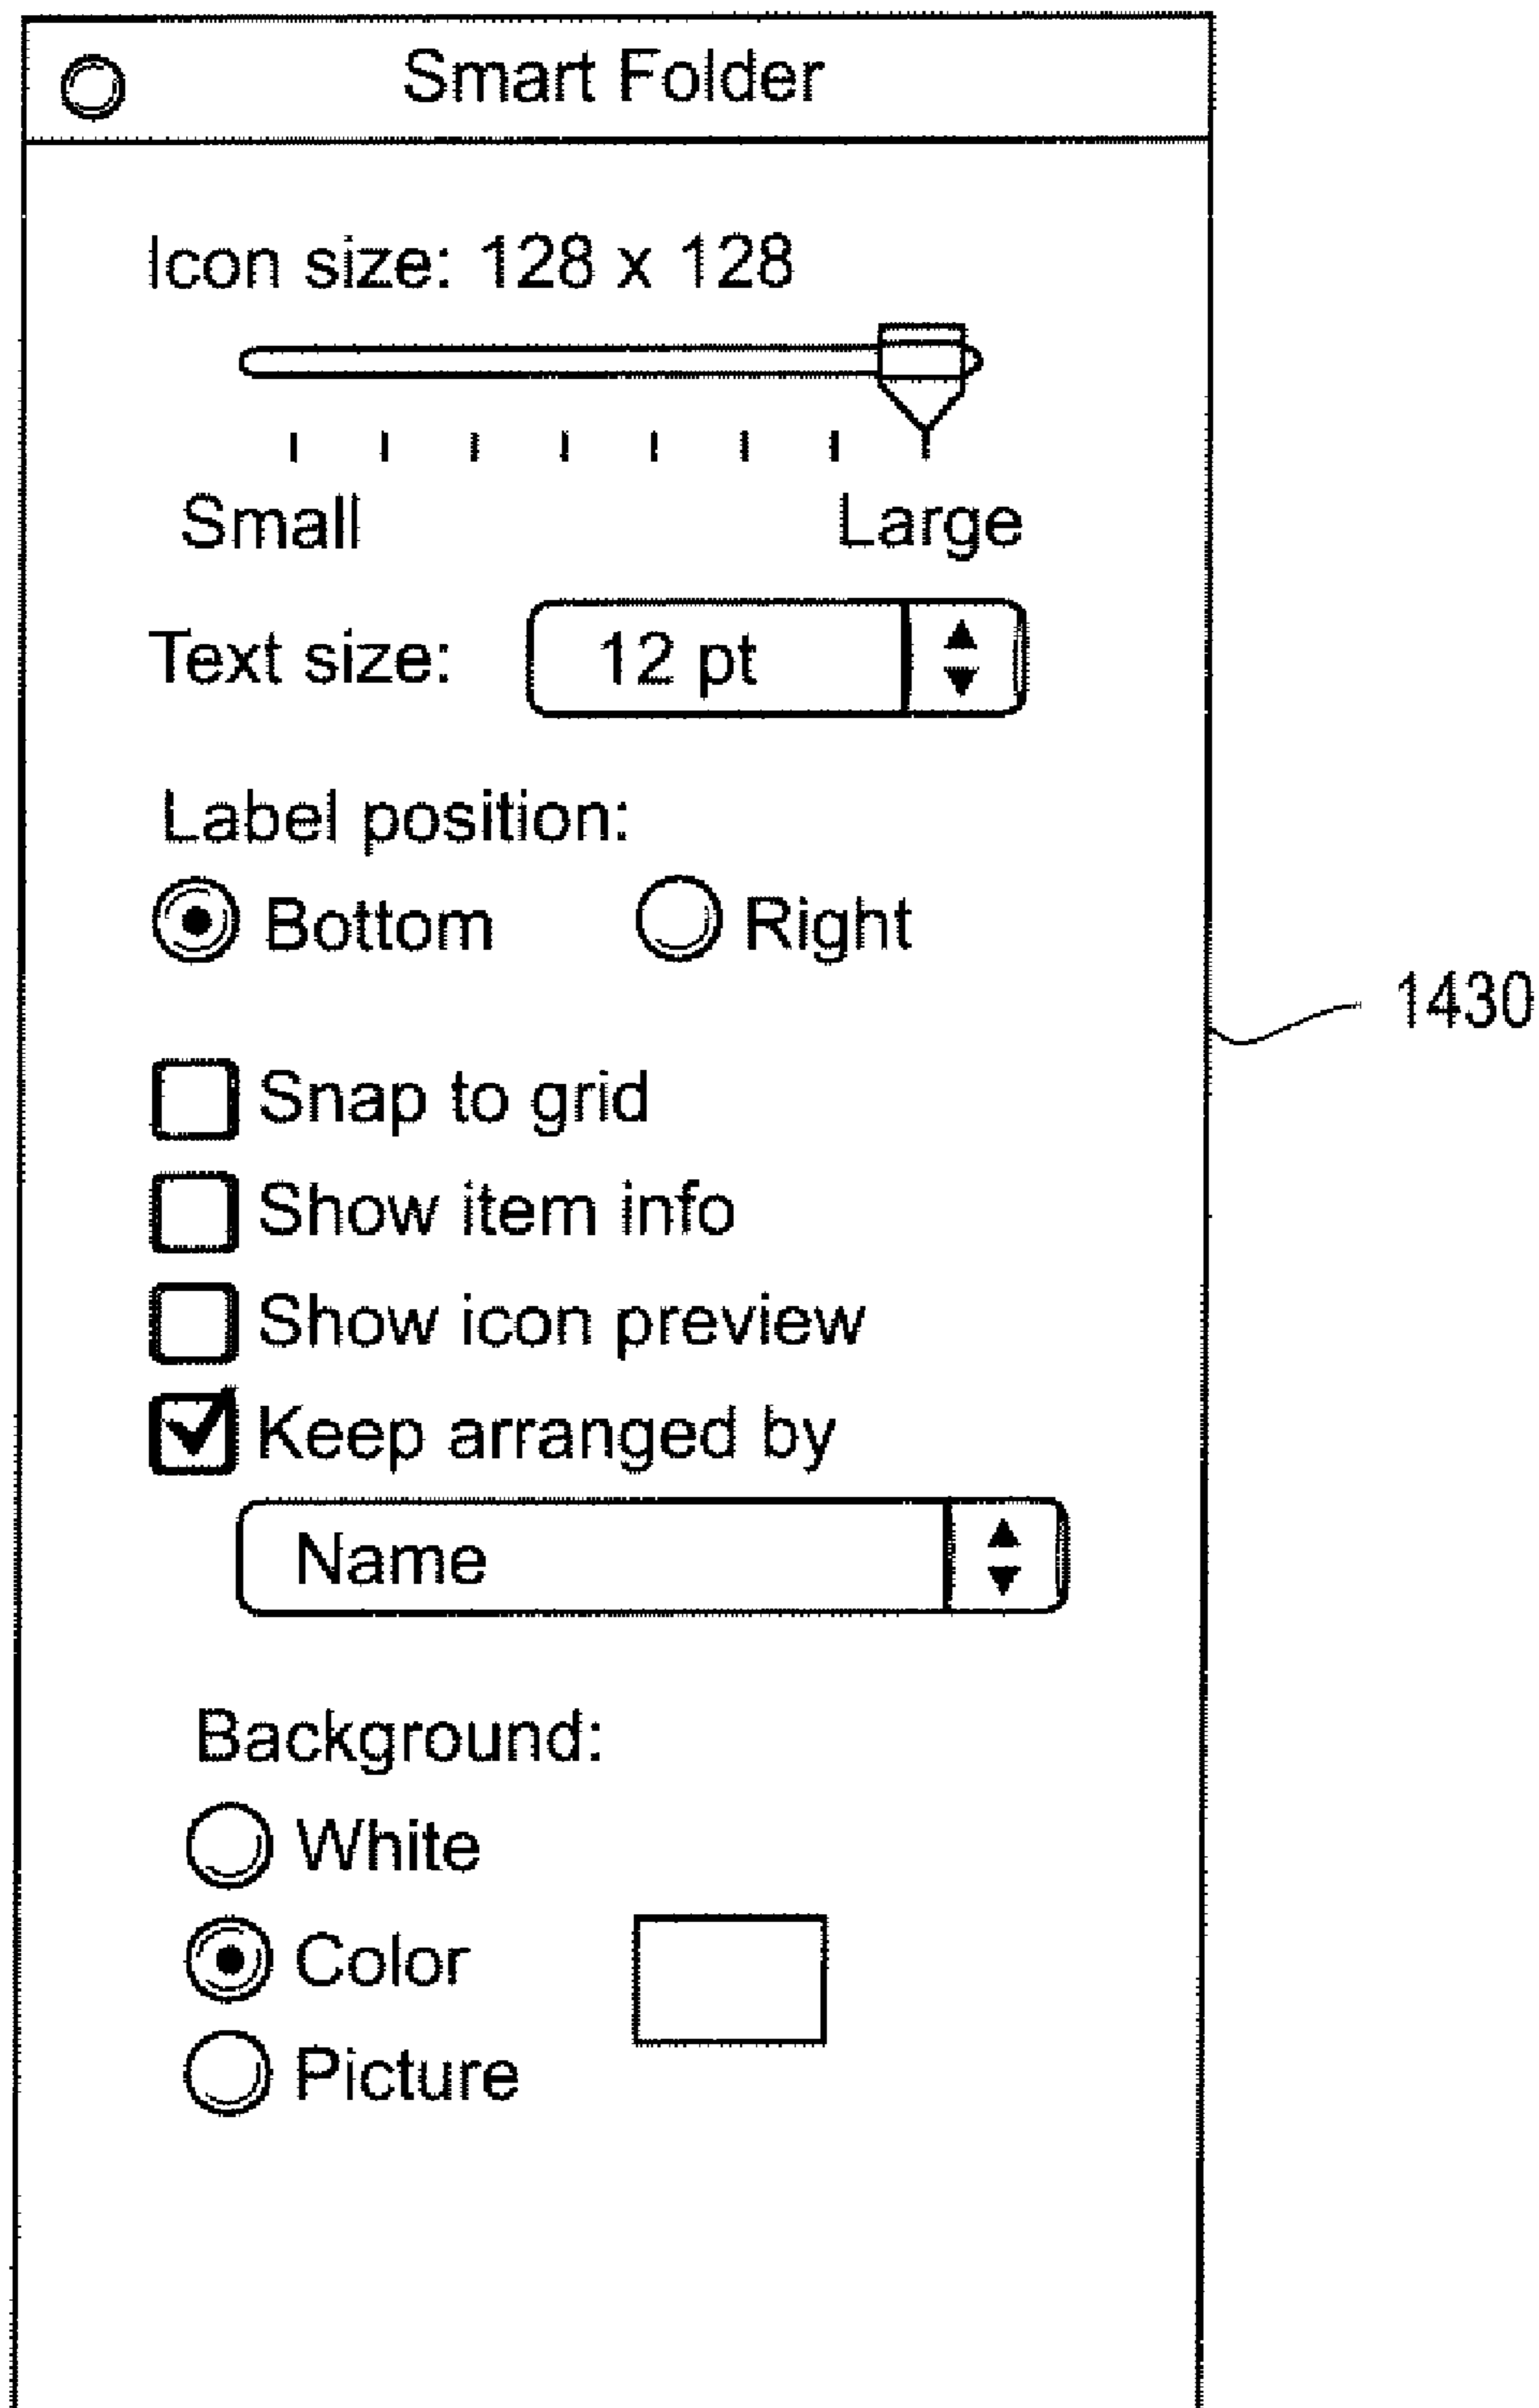 Smart Folder
Icon size: 128 x 128
Small Large
Text size: 12 pt
Label position:
Bottom Right
1430
Snap to grid
Show item info
Show icon preview
Keep arranged by
Name
Background:
White
Color
Picture